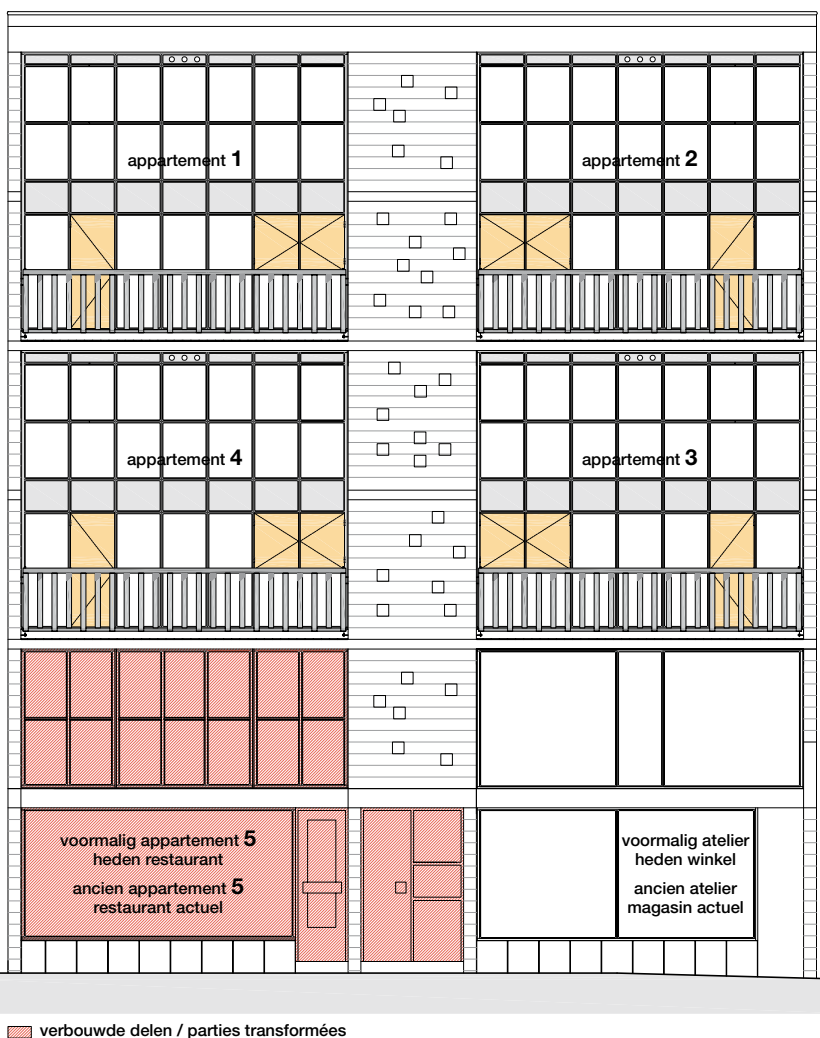 appartement 1
appartement 2
appartement 4
appartement 3
voormalig appartement 5
heden restaurant
ancien appartement 5
restaurant actuel
voormalig atelier
heden winkel
ancien atelier
magasin actuel
verbouwde delen / parties transformées